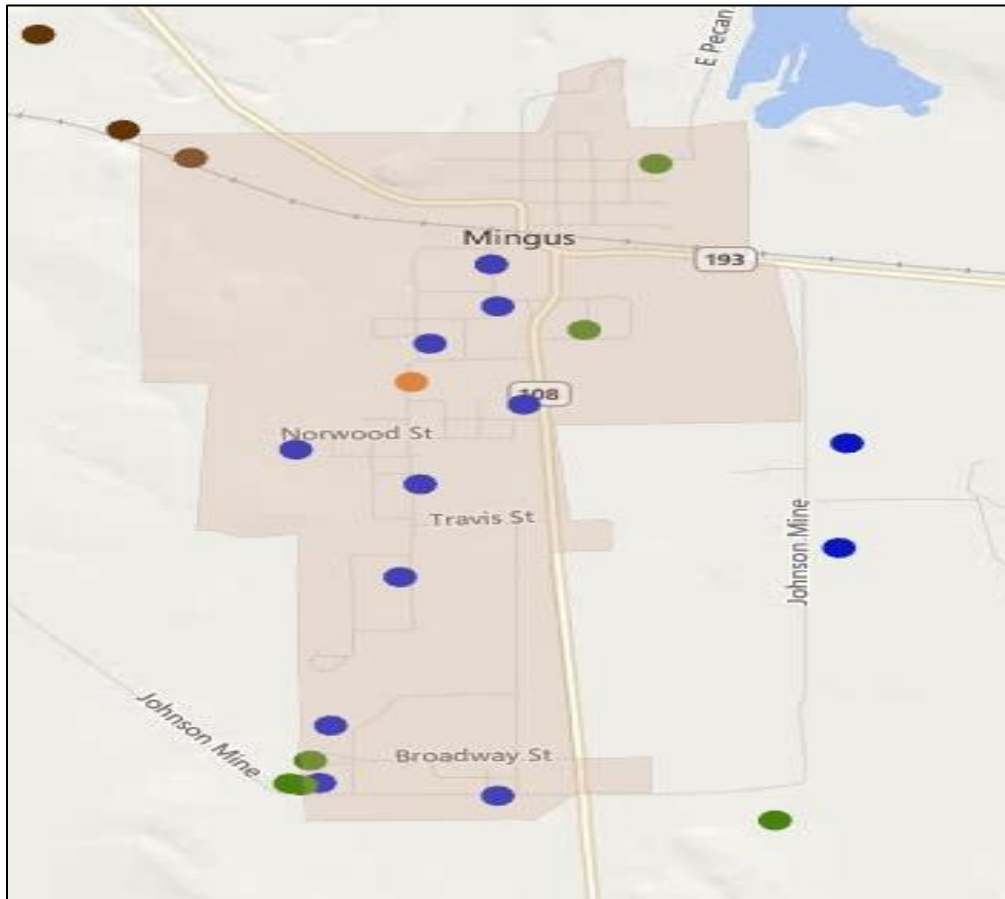 E Pecan
Mingus
193
108
Norwood St
Travis St
Johnson Mine
Johnson Mine
Broadway St